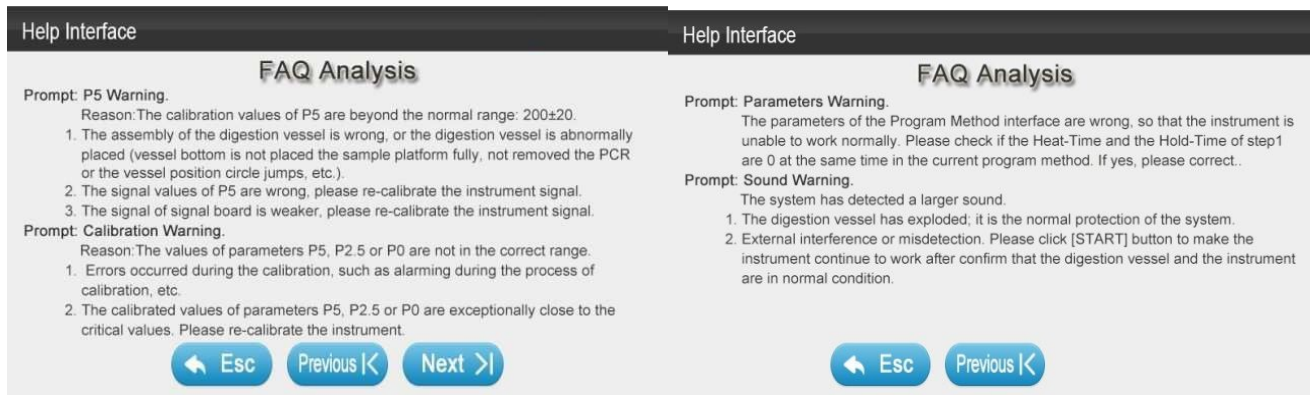 Help Interface
FAQ Analysis
Prompt: P5 Warning.
Reason:The calibration values of P5 are beyond the normal range: 200±20.
1. The assembly of the digestion vessel is wrong, or the digestion vessel is abnormally
placed (vessel bottom is not placed the sample platform fully, not removed the PCR
or the vessel position circle jumps, etc.).
2. The signal values of P5 are wrong, please re-calibrate the instrument signal.
3. The signal of signal board is weaker, please re-calibrate the instrument signal.
Prompt: Calibration Warning.
Reason:The values of parameters P5, P2.5 or P0 are not in the correct range.
1. Errors occurred during the calibration, such as alarming during the process of
calibration, etc.
2. The calibrated values of parameters P5, P2.5 or P0 are exceptionally close to the
critical values. Please re-calibrate the instrument.
Esc
Previous
Next
Help Interface
FAQ Analysis
Prompt: Parameters Warning.
The parameters of the Program Method interface are wrong, so that the instrument is
unable to work normally. Please check if the Heat-Time and the Hold-Time of step1
are 0 at the same time in the current program method. If yes, please correct..
Prompt: Sound Warning.
The system has detected a larger sound.
1. The digestion vessel has exploded; it is the normal protection of the system.
2. External interference or misdetection. Please click [START] button to make the
instrument continue to work after confirm that the digestion vessel and the instrument
are in normal condition.
Esc
Previous